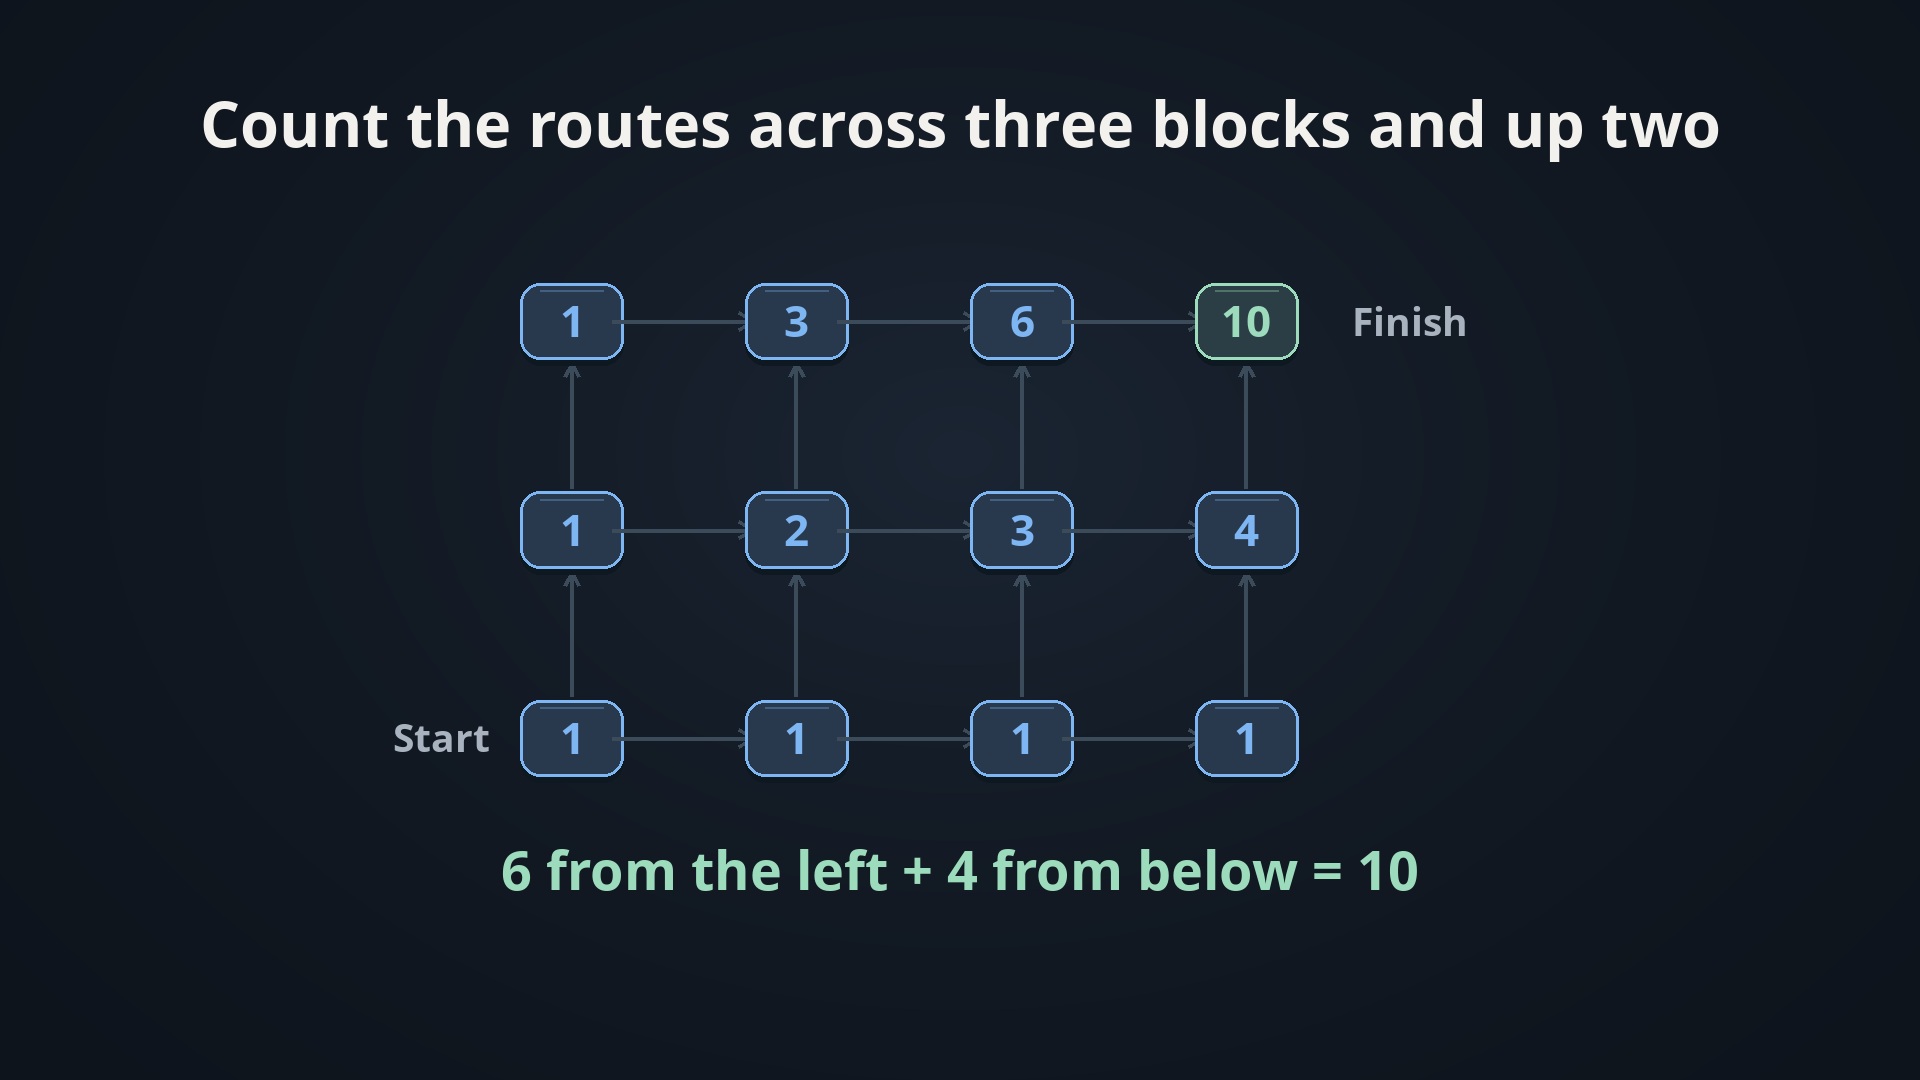 Count the routes across three blocks and up two
1 3 6 10 Finish
1 2 3 4
Start 1 1 1 1
6 from the left + 4 from below = 10